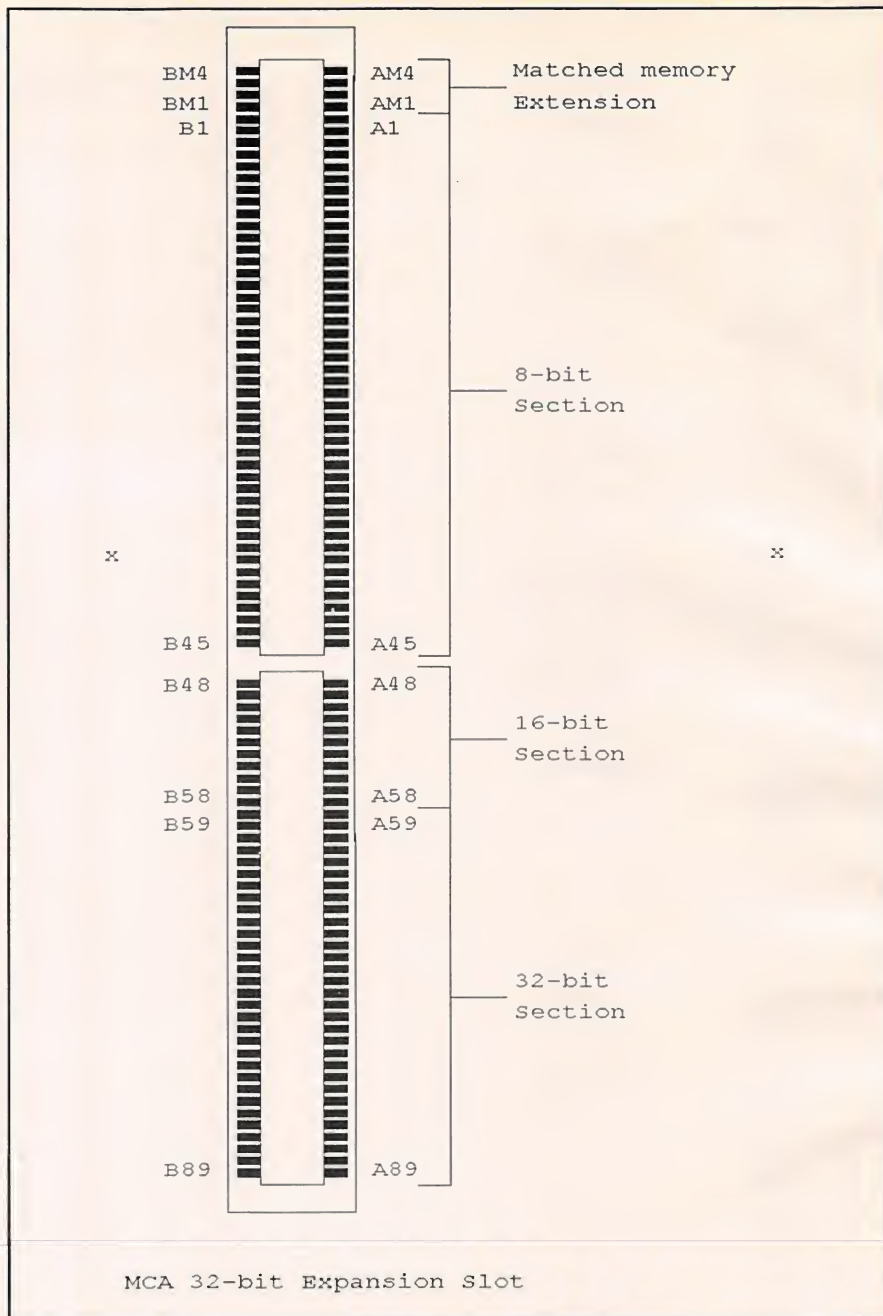 BM4 AM4 Matched memory
BM1 AM1 Extension
B1 A1
8-bit
Section
x x
B45 A45
B48 A48
16-bit
Section
B58 A58
B59 A59
32-bit
Section
B89 A89
MCA 32-bit Expansion Slot